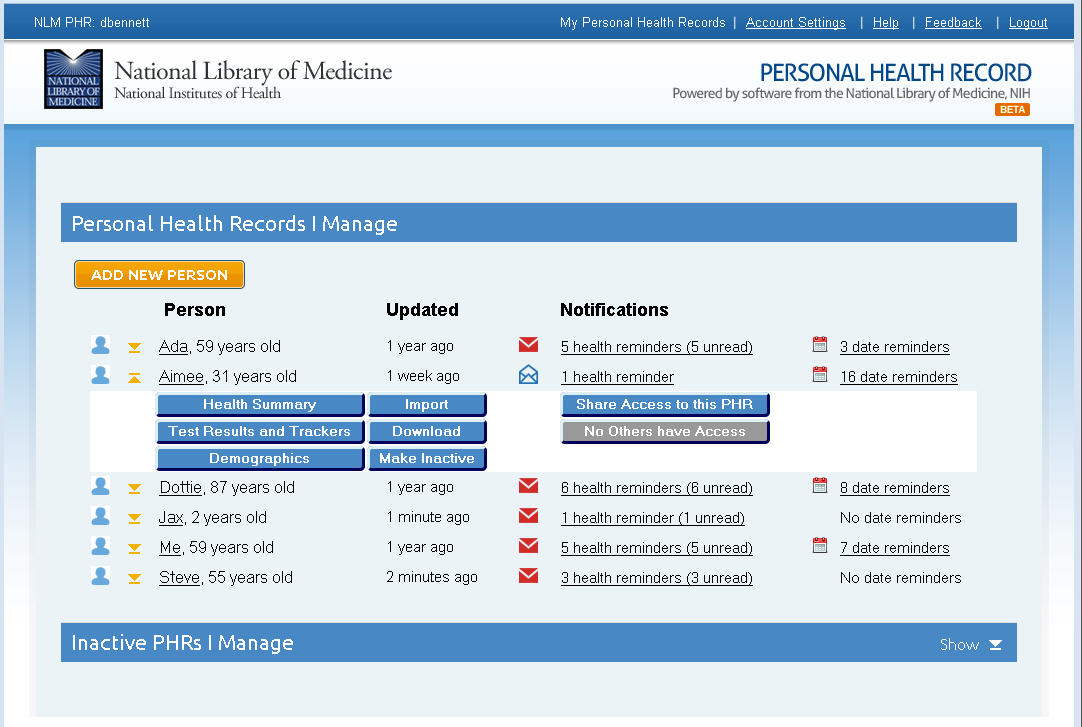 NLM PHR: dbennett My Personal Health Records | Account Settings | Help | Feedback | Logout
NATIONAL LIBRARY OF MEDICINE
National Library of Medicine
National Institutes of Health
PERSONAL HEALTH RECORD
Powered by software from the National Library of Medicine, NIH
BETA
Personal Health Records I Manage
ADD NEW PERSON
Person Updated Notifications
Ada, 59 years old 1 year ago 5 health reminders (5 unread) 3 date reminders
Aimee, 31 years old 1 week ago 1 health reminder 16 date reminders
Health Summary Import Share Access to this PHR
Test Results and Trackers Download No Others have Access
Demographics Make Inactive
Dottie, 87 years old 1 year ago 6 health reminders (6 unread) 8 date reminders
Jax, 2 years old 1 minute ago 1 health reminder (1 unread) No date reminders
Me, 59 years old 1 year ago 5 health reminders (5 unread) 7 date reminders
Steve, 55 years old 2 minutes ago 3 health reminders (3 unread) No date reminders
Inactive PHRs I Manage Show